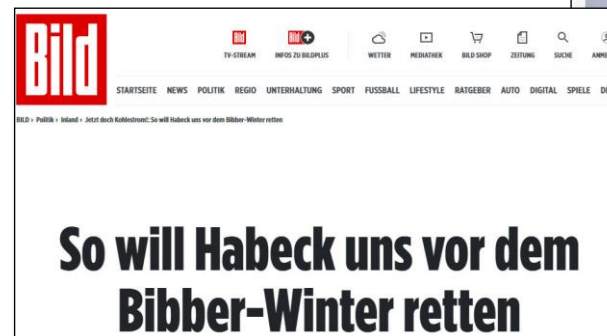 Bild
Bild Bild+
TV-STREAM INFOS ZU BILDPLUS WETTER MEDIATHEK BILD SHOP ZEITUNG SUCHE
STARTSEITE NEWS POLITIK REGIO UNTERHALTUNG SPORT FUSSBALL LIFESTYLE RATGEBER AUTO DIGITAL SPIELE
BILD > Politik > Inland > Jetzt doch Kohlestrom!: So will Habeck uns vor dem Bibber-Winter retten
So will Habeck uns vor dem
Bibber-Winter retten